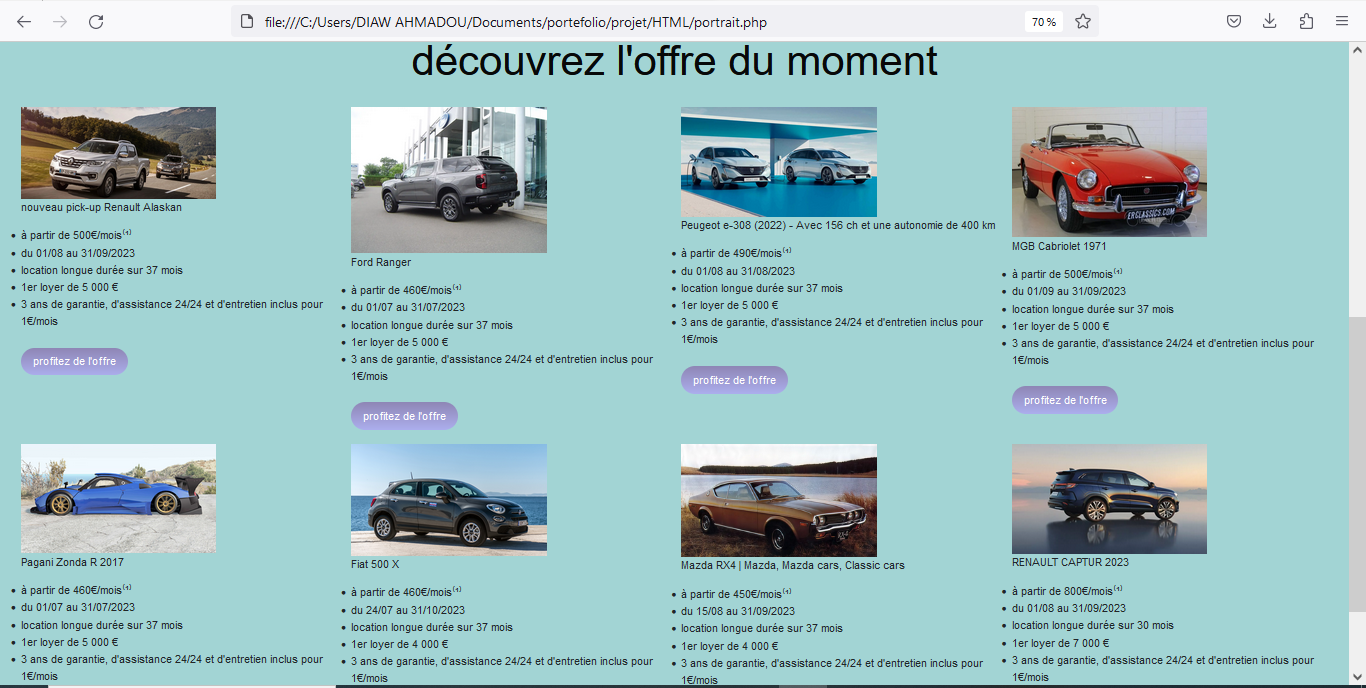 file:///C:/Users/DIAW AHMADOU/Documents/portefolio/projet/HTML/portrait.php
70 %
découvrez l'offre du moment
nouveau pick-up Renault Alaskan
à partir de 500€/mois⁽¹⁾
du 01/08 au 31/09/2023
location longue durée sur 37 mois
1er loyer de 5 000 €
3 ans de garantie, d'assistance 24/24 et d'entretien inclus pour
1€/mois
profitez de l'offre
Ford Ranger
à partir de 460€/mois⁽¹⁾
du 01/07 au 31/07/2023
location longue durée sur 37 mois
1er loyer de 5 000 €
3 ans de garantie, d'assistance 24/24 et d'entretien inclus pour
1€/mois
profitez de l'offre
Peugeot e-308 (2022) - Avec 156 ch et une autonomie de 400 km
à partir de 490€/mois⁽¹⁾
du 01/08 au 31/08/2023
location longue durée sur 37 mois
1er loyer de 5 000 €
3 ans de garantie, d'assistance 24/24 et d'entretien inclus pour
1€/mois
profitez de l'offre
ERCLASSICS.COM
MGB Cabriolet 1971
à partir de 500€/mois⁽¹⁾
du 01/09 au 31/09/2023
location longue durée sur 37 mois
1er loyer de 5 000 €
3 ans de garantie, d'assistance 24/24 et d'entretien inclus pour
1€/mois
profitez de l'offre
Pagani Zonda R 2017
à partir de 460€/mois⁽¹⁾
du 01/07 au 31/07/2023
location longue durée sur 37 mois
1er loyer de 5 000 €
3 ans de garantie, d'assistance 24/24 et d'entretien inclus pour
1€/mois
Fiat 500 X
à partir de 460€/mois⁽¹⁾
du 24/07 au 31/10/2023
location longue durée sur 37 mois
1er loyer de 4 000 €
3 ans de garantie, d'assistance 24/24 et d'entretien inclus pour
1€/mois
Mazda RX4 | Mazda, Mazda cars, Classic cars
à partir de 450€/mois⁽¹⁾
du 15/08 au 31/09/2023
location longue durée sur 37 mois
1er loyer de 4 000 €
3 ans de garantie, d'assistance 24/24 et d'entretien inclus pour
1€/mois
RENAULT CAPTUR 2023
à partir de 800€/mois⁽¹⁾
du 01/08 au 31/09/2023
location longue durée sur 30 mois
1er loyer de 7 000 €
3 ans de garantie, d'assistance 24/24 et d'entretien inclus pour
1€/mois